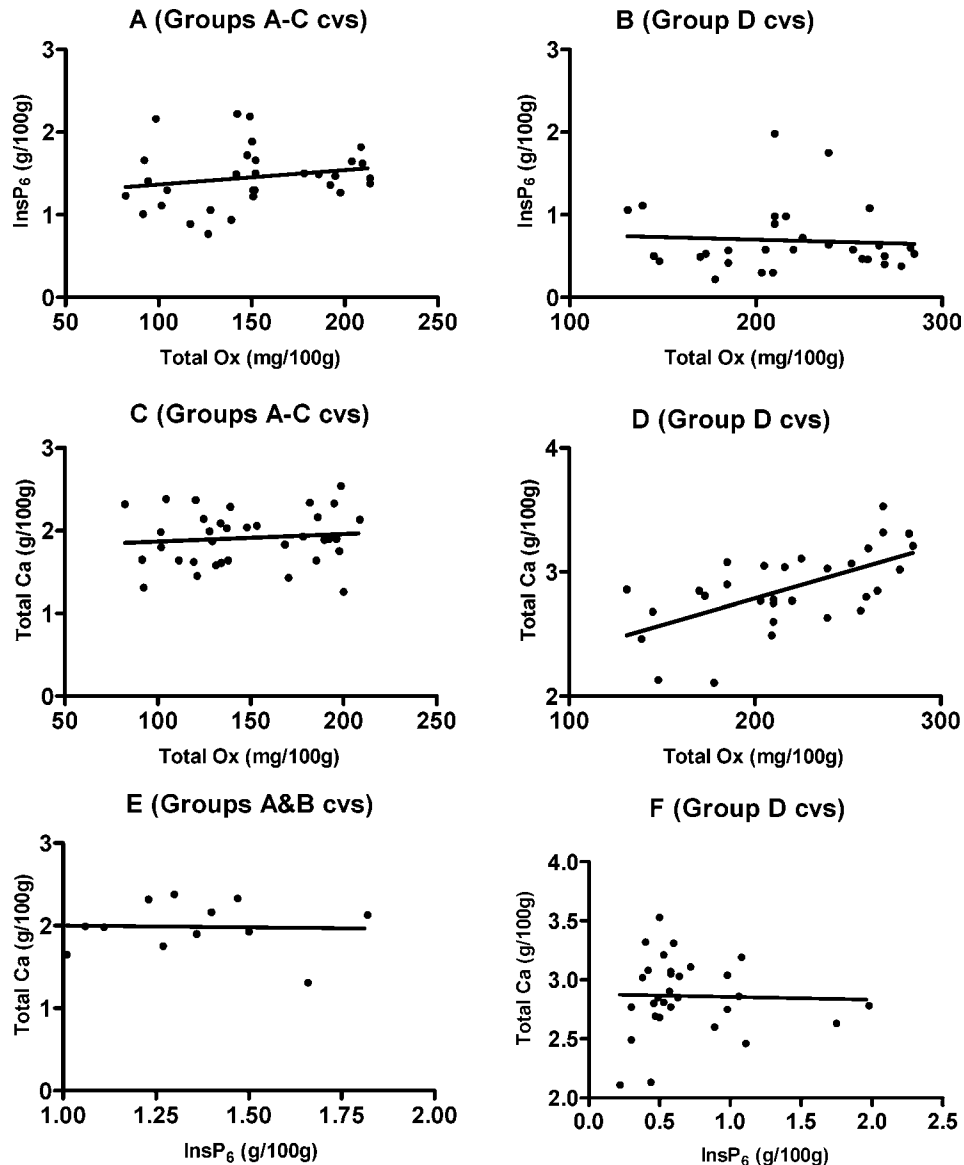 A (Groups A-C cvs)
InsP6 (g/100g)
3
2
1
0
50 100 150 200 250
Total Ox (mg/100g)
B (Group D cvs)
InsP6 (g/100g)
3
2
1
0
100 200 300
Total Ox (mg/100g)
C (Groups A-C cvs)
Total Ca (g/100g)
3
2
1
0
50 100 150 200 250
Total Ox (mg/100g)
D (Group D cvs)
Total Ca (g/100g)
4
3
2
100 200 300
Total Ox (mg/100g)
E (Groups A&B cvs)
Total Ca (g/100g)
3
2
1
0
1.00 1.25 1.50 1.75 2.00
InsP6 (g/100g)
F (Group D cvs)
Total Ca (g/100g)
4.0
3.5
3.0
2.5
2.0
0.0 0.5 1.0 1.5 2.0 2.5
InsP6 (g/100g)